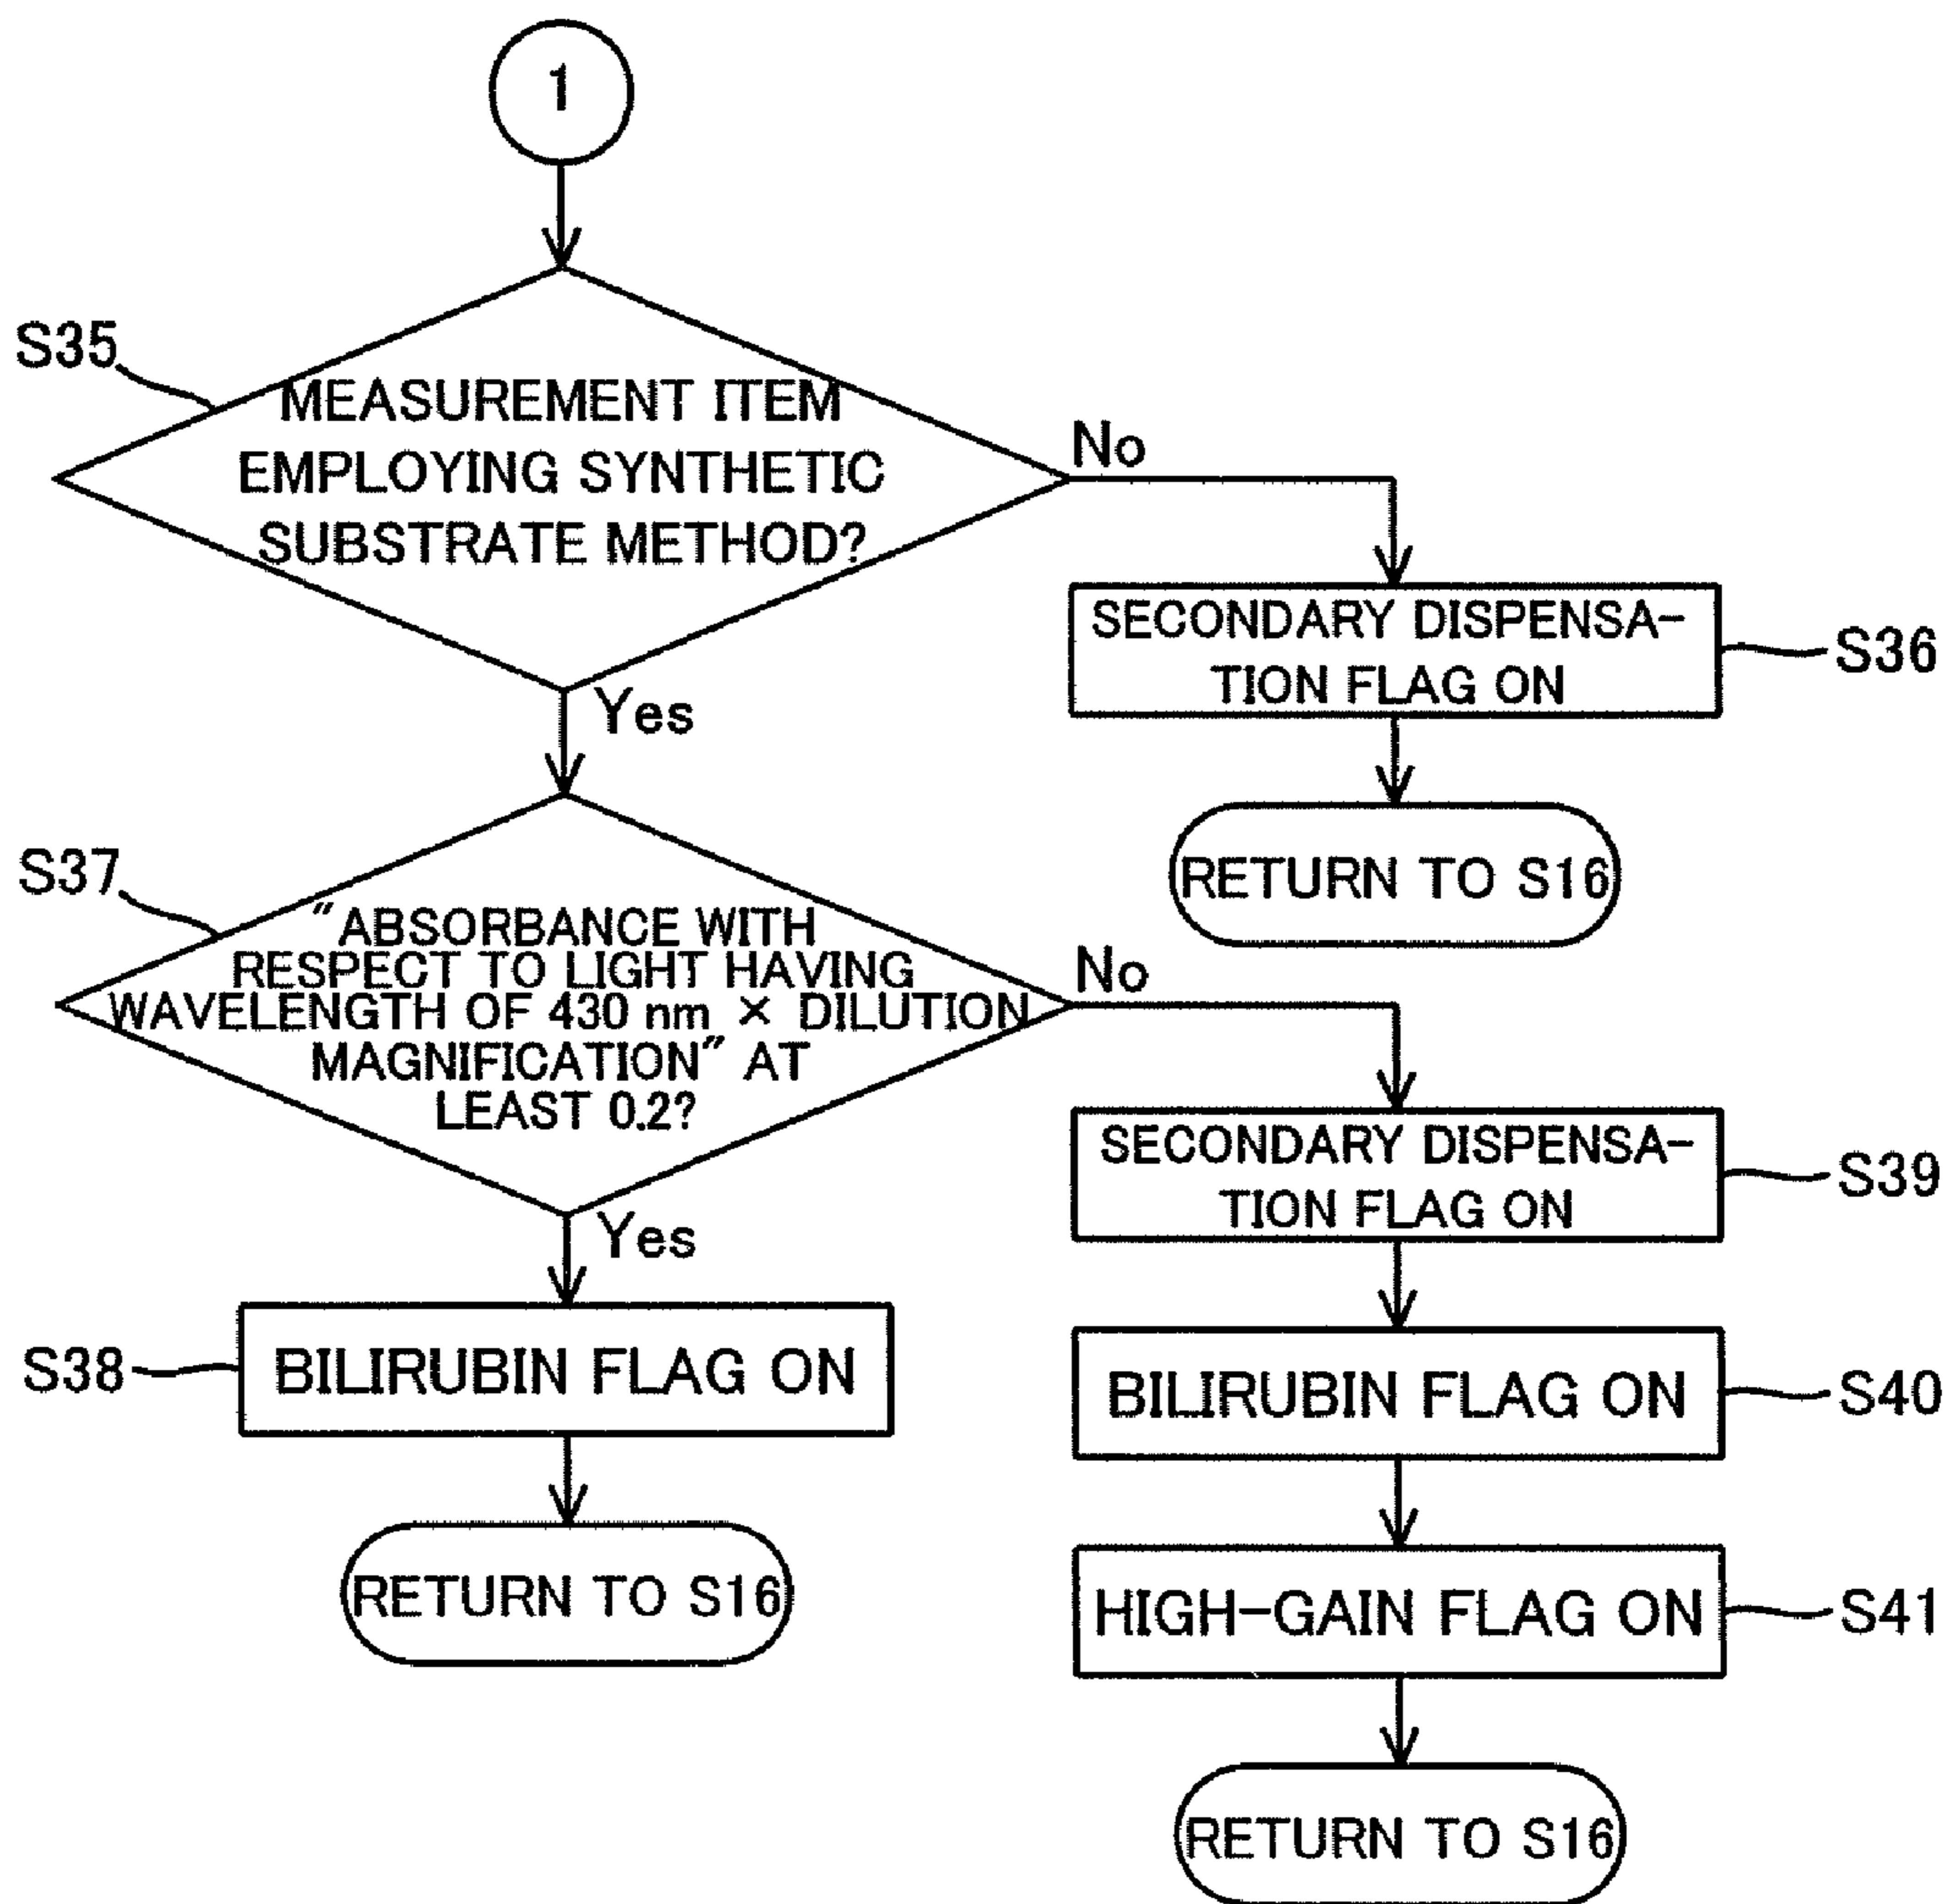 1
S35
MEASUREMENT ITEM
EMPLOYING SYNTHETIC
SUBSTRATE METHOD?
No
Yes
SECONDARY DISPENSA-
TION FLAG ON
S36
RETURN TO S16
S37
"ABSORBANCE WITH
RESPECT TO LIGHT HAVING
WAVELENGTH OF 430 nm × DILUTION
MAGNIFICATION" AT
LEAST 0.2?
No
Yes
SECONDARY DISPENSA-
TION FLAG ON
S39
S38
BILIRUBIN FLAG ON
BILIRUBIN FLAG ON
S40
RETURN TO S16
HIGH-GAIN FLAG ON
S41
RETURN TO S16